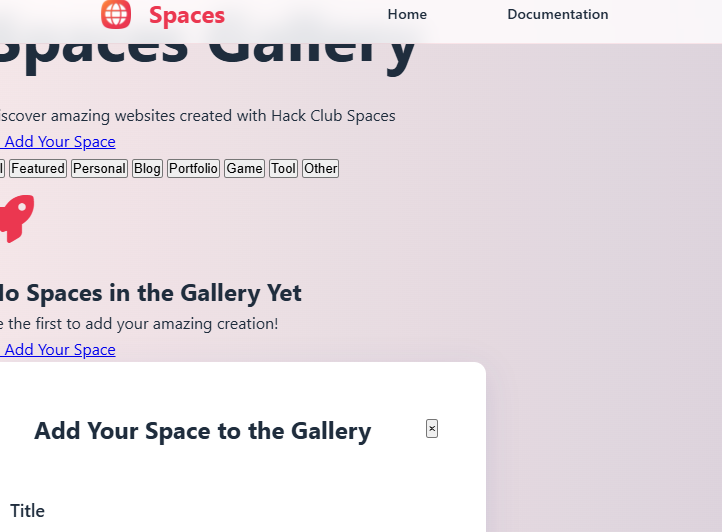 Spaces Home Documentation
Spaces Gallery
iscover amazing websites created with Hack Club Spaces
Add Your Space
l Featured Personal Blog Portfolio Game Tool Other
No Spaces in the Gallery Yet
e the first to add your amazing creation!
Add Your Space
Add Your Space to the Gallery ×
Title